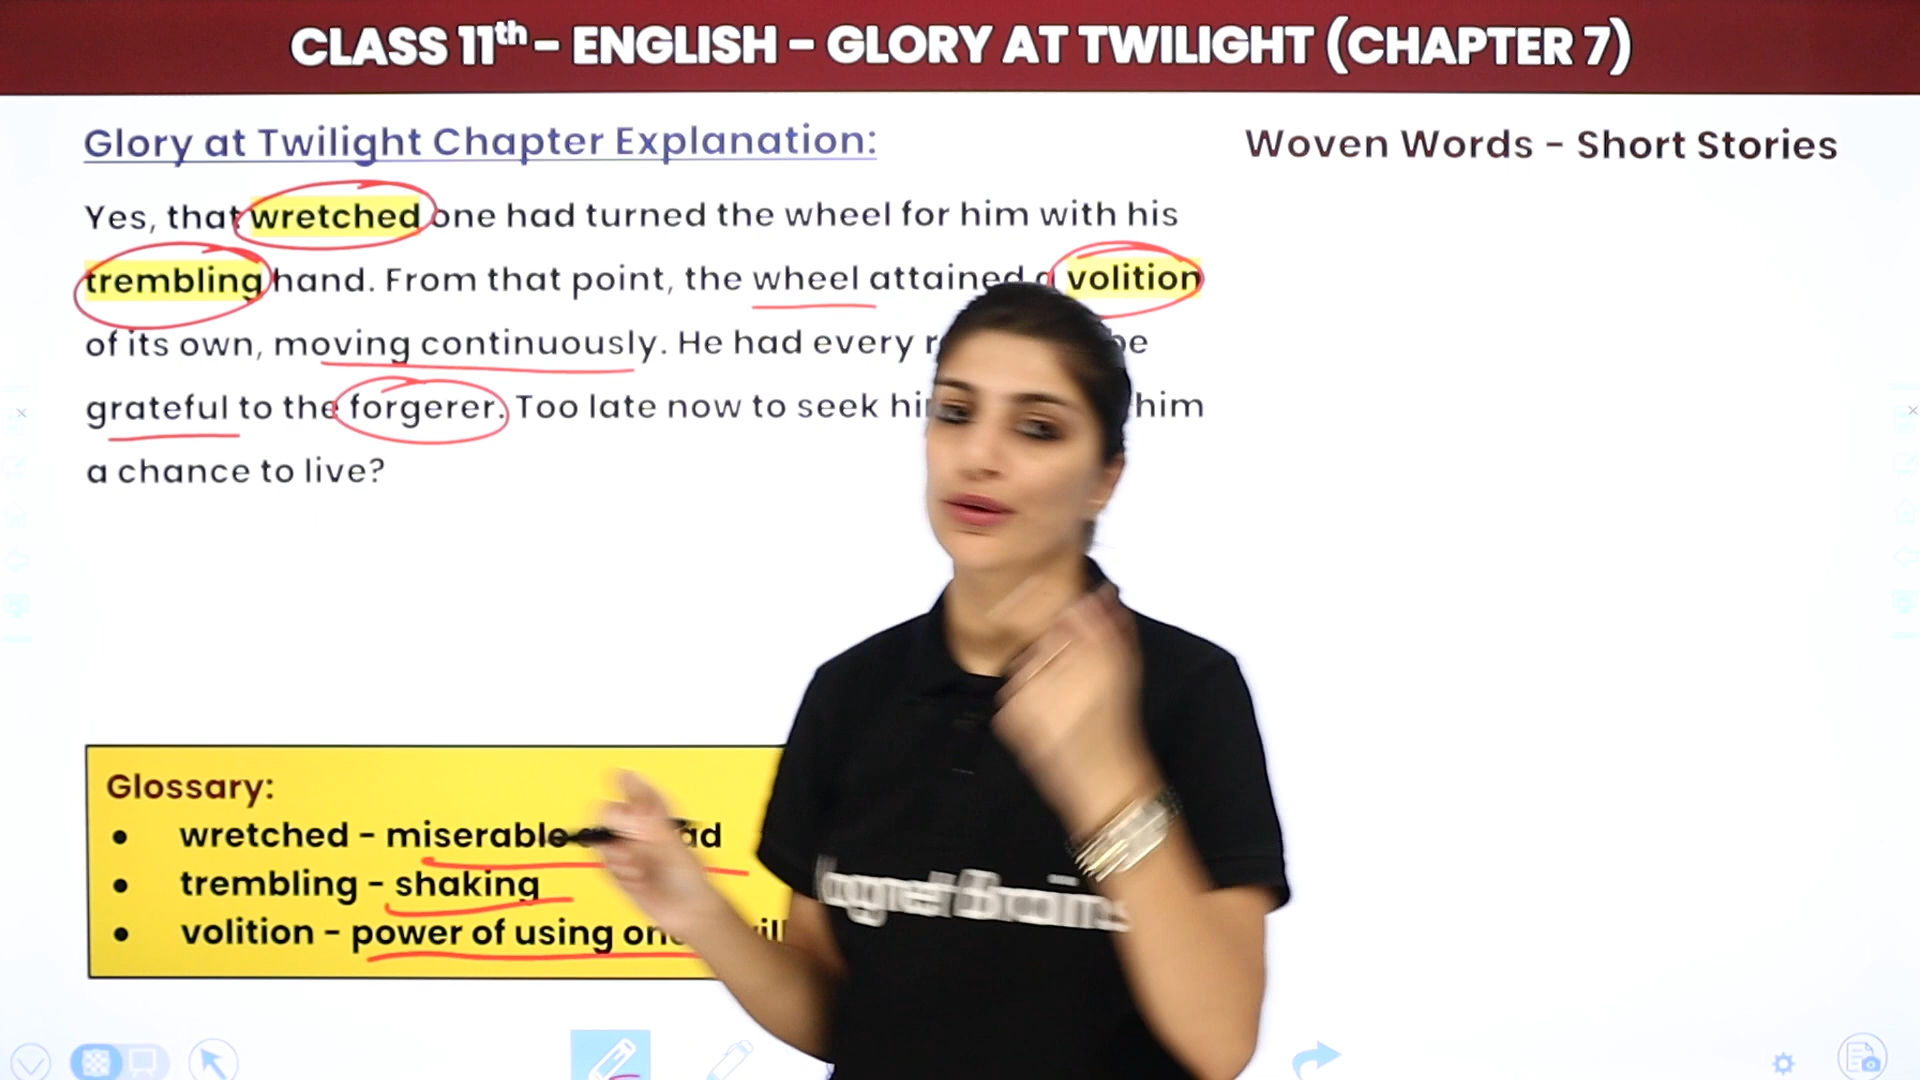 CLASS 11th - ENGLISH - GLORY AT TWILIGHT (CHAPTER 7)
Glory at Twilight Chapter Explanation:
Woven Words - Short Stories
Yes, that wretched one had turned the wheel for him with his
trembling hand. From that point, the wheel attained a volition
of its own, moving continuously. He had every be
grateful to the forgerer. Too late now to seek him
a chance to live?
Glossary:
● wretched - miserable
● trembling - shaking
● volition - power of using
Magnet Brains